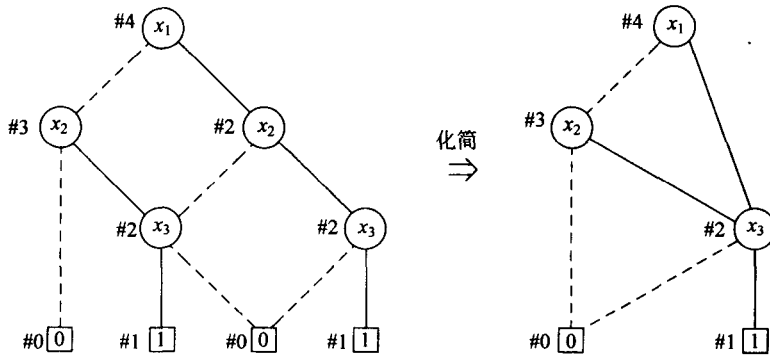 #4 x₁ #4 x₁
#3 x₂ #2 x₂ 化简 #3 x₂
⇒
#2 x₃ #2 x₃ #2 x₃
#0 0 #1 1 #0 0 #1 1 #0 0 #1 1